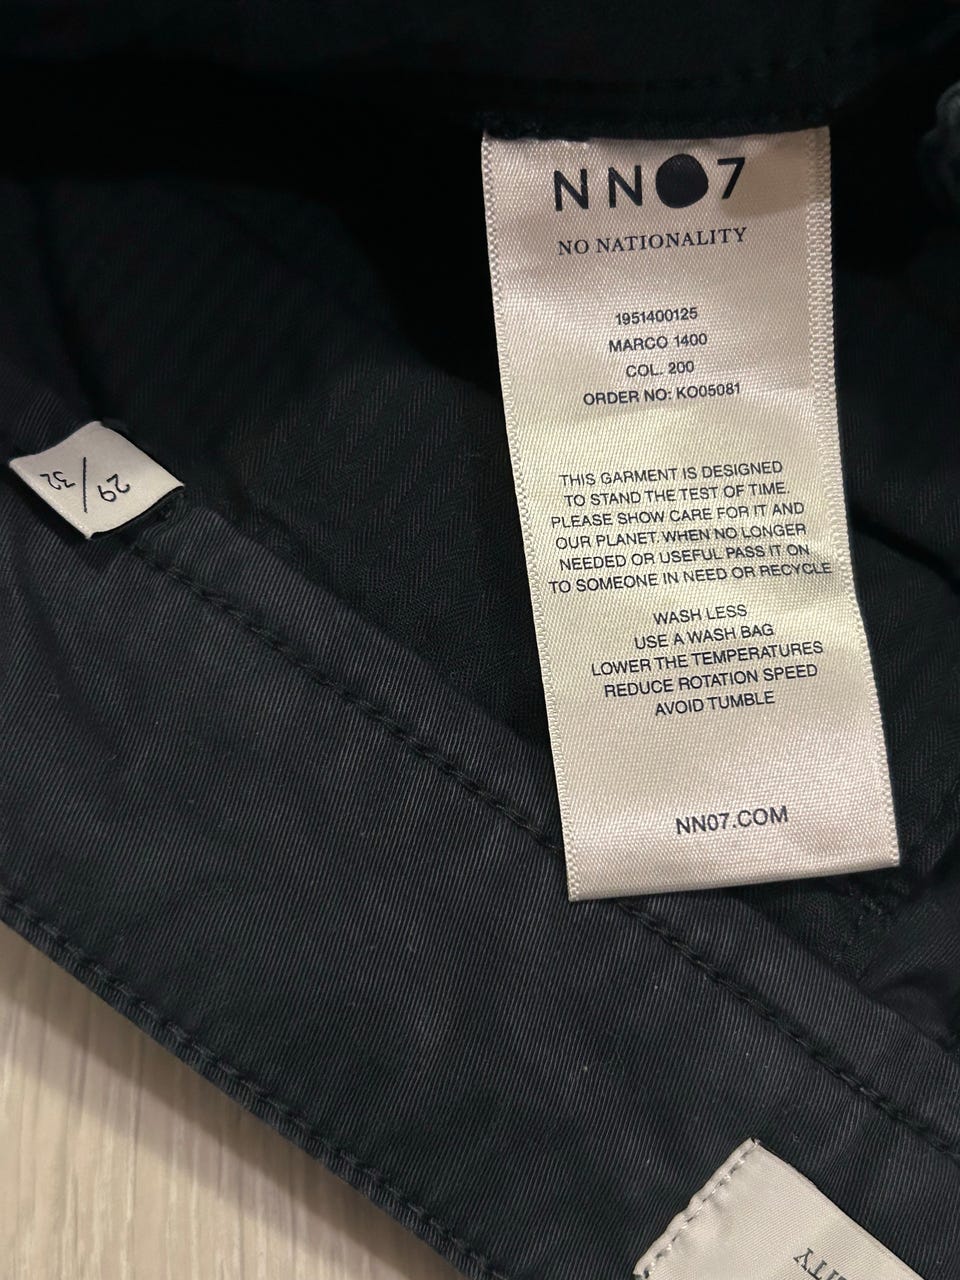 NN07
NO NATIONALITY
1951400125
MARCO 1400
COL. 200
ORDER NO: KO05081
THIS GARMENT IS DESIGNED
TO STAND THE TEST OF TIME.
PLEASE SHOW CARE FOR IT AND
OUR PLANET. WHEN NO LONGER
NEEDED OR USEFUL PASS IT ON
TO SOMEONE IN NEED OR RECYCLE
WASH LESS
USE A WASH BAG
LOWER THE TEMPERATURES
REDUCE ROTATION SPEED
AVOID TUMBLE
NN07.COM
29/32
ITY